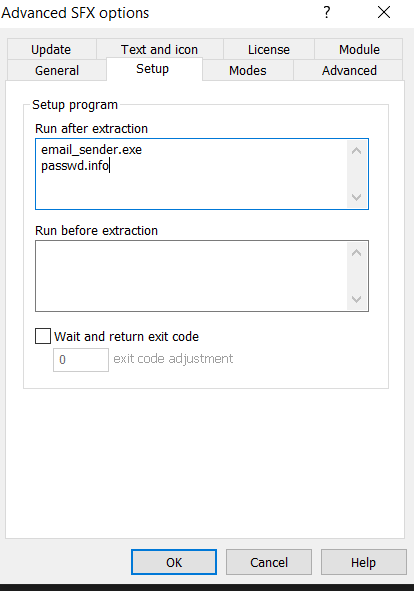 Advanced SFX options
?
Update
Text and icon
License
Module
General
Setup
Modes
Advanced
Setup program
Run after extraction
email_sender.exe
passwd.info
Run before extraction
Wait and return exit code
0
exit code adjustment
OK
Cancel
Help